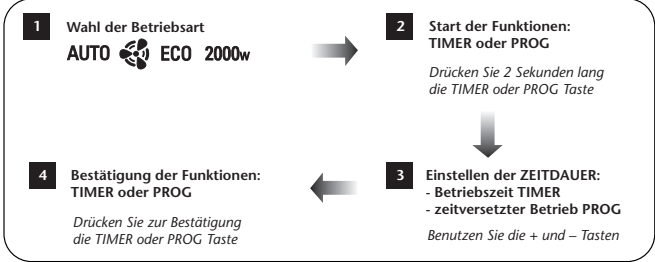 1 Wahl der Betriebsart
AUTO ECO 2000w
2 Start der Funktionen:
TIMER oder PROG
Drücken Sie 2 Sekunden lang
die TIMER oder PROG Taste
3 Einstellen der ZEITDAUER:
- Betriebszeit TIMER
- zeitversetzter Betrieb PROG
Benutzen Sie die + und – Tasten
4 Bestätigung der Funktionen:
TIMER oder PROG
Drücken Sie zur Bestätigung
die TIMER oder PROG Taste